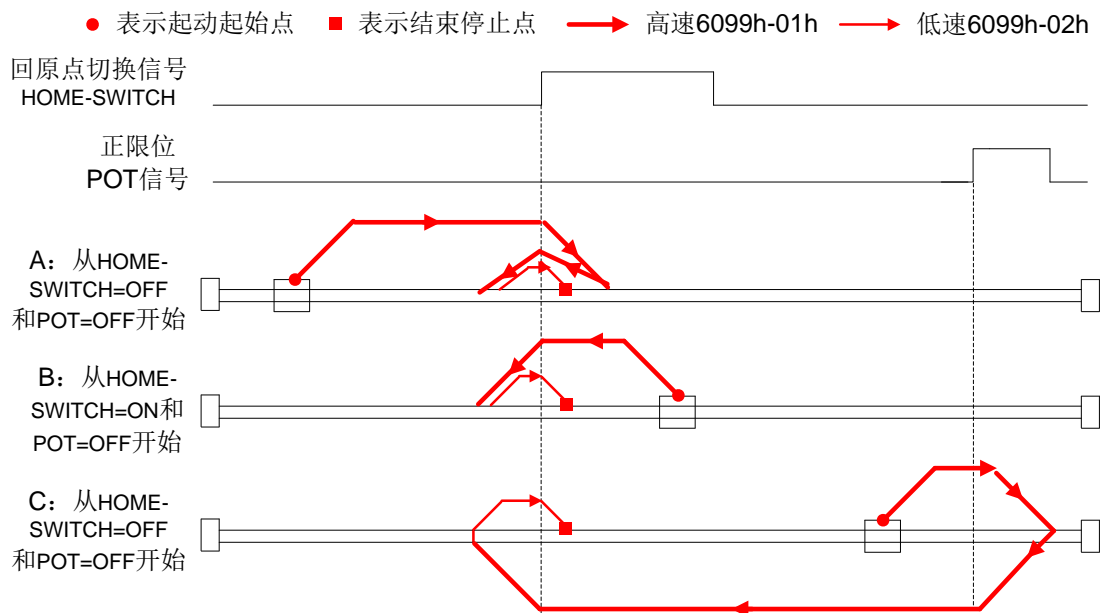 表示起动起始点 表示结束停止点 高速6099h-01h 低速6099h-02h
回原点切换信号
HOME-SWITCH
正限位
POT信号
A：从HOME-
SWITCH=OFF
和POT=OFF开始
B：从HOME-
SWITCH=ON和
POT=OFF开始
C：从HOME-
SWITCH=OFF
和POT=OFF开始